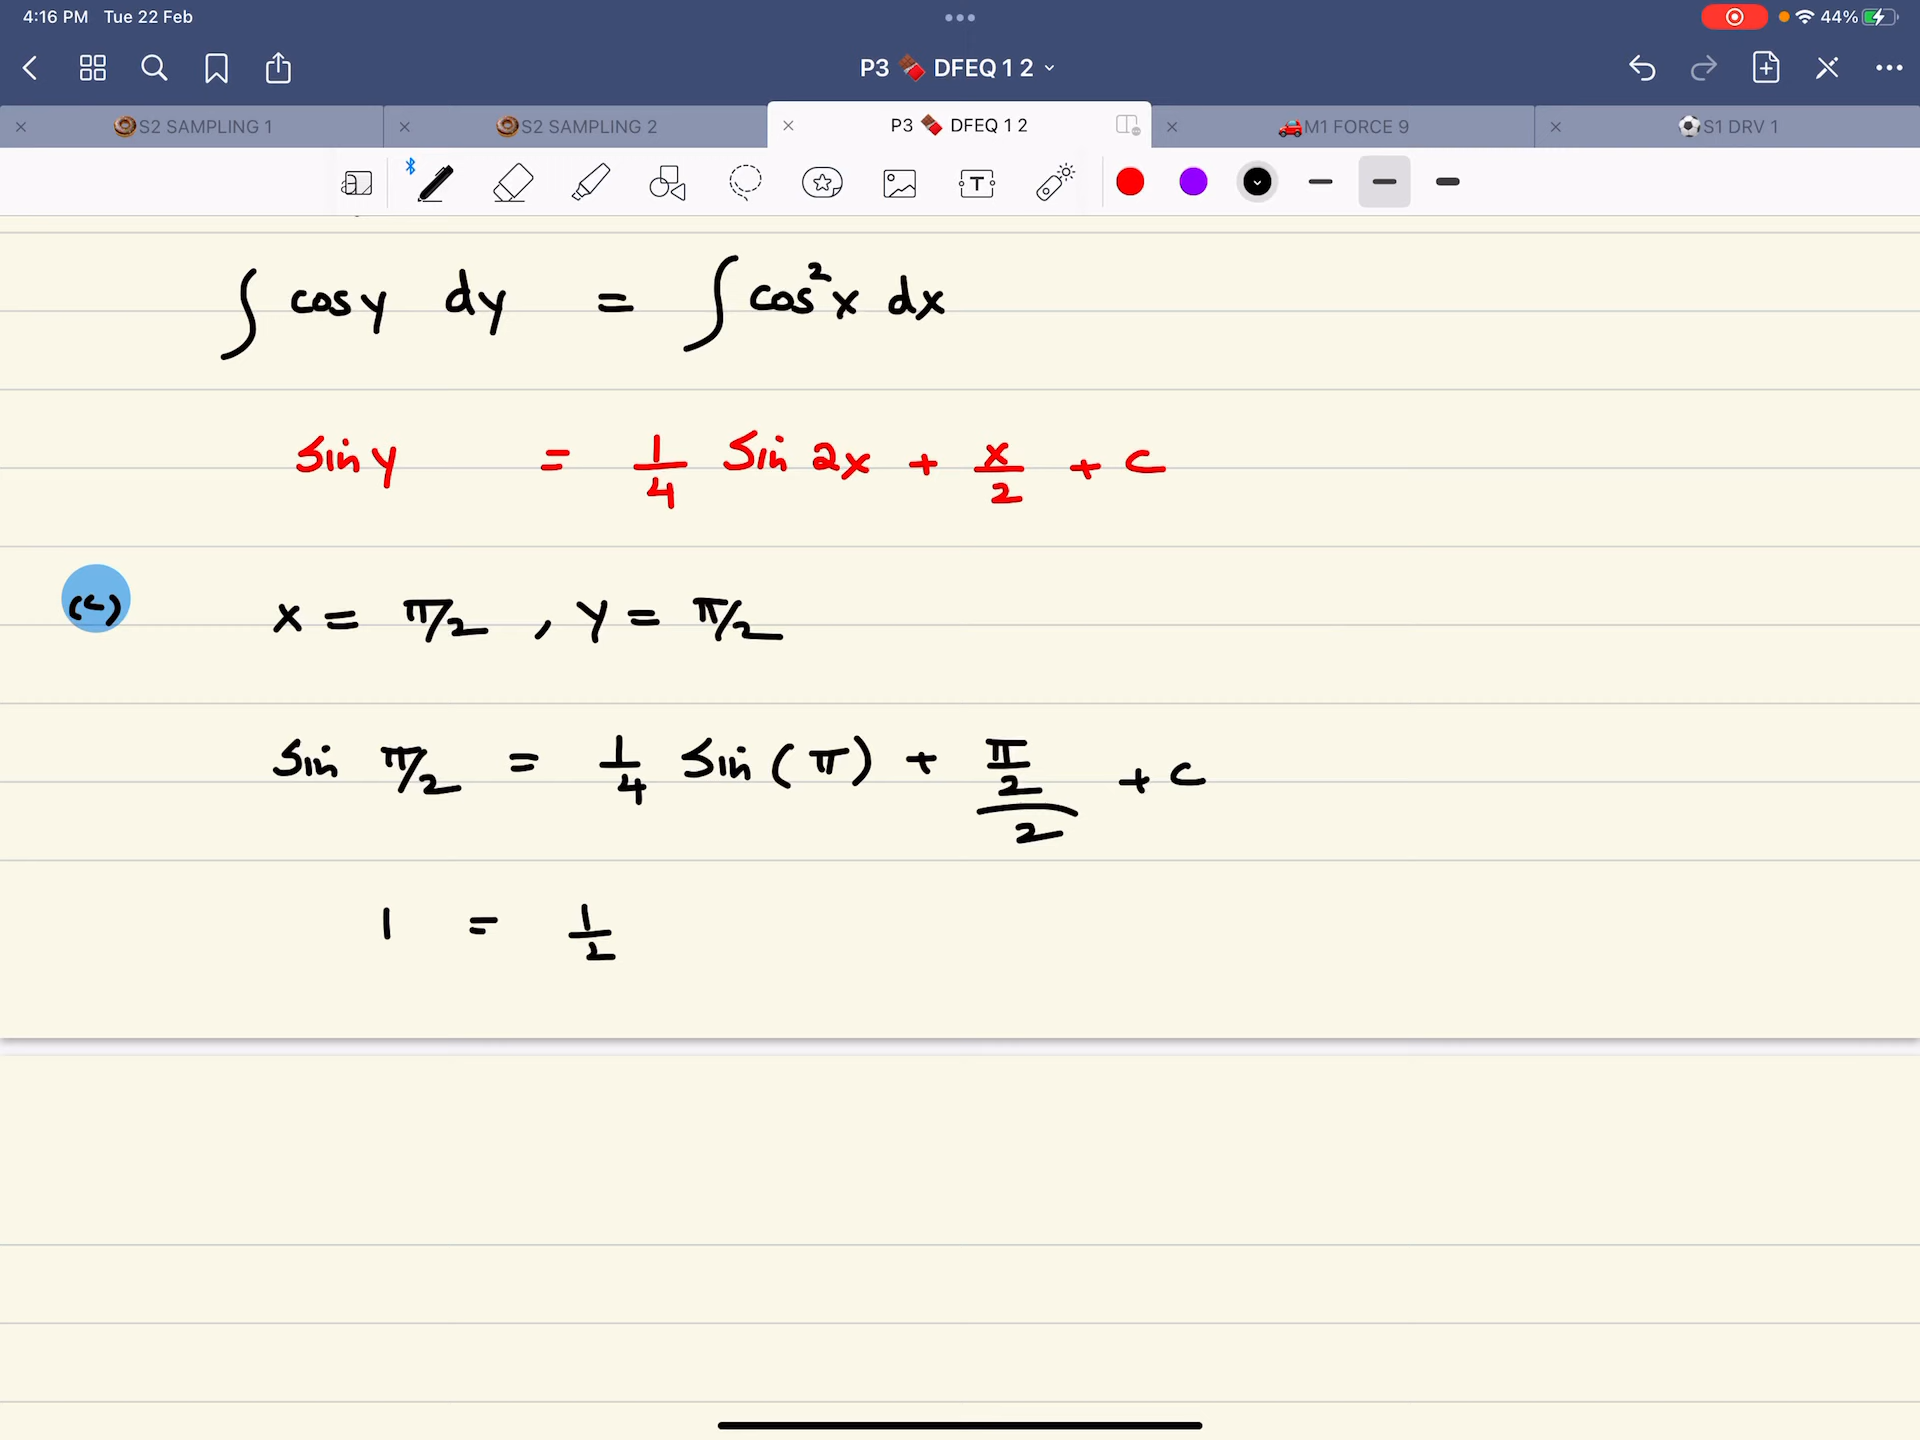 4:16 PM Tue 22 Feb
44%
P3 🍫 DFEQ 1 2
S2 SAMPLING 1
S2 SAMPLING 2
P3 🍫 DFEQ 1 2
M1 FORCE 9
S1 DRV 1
∫ cosy dy = ∫ cos²x dx
Sin y = 1/4 Sin 2x + x/2 + c
(c) x = π/2 , y = π/2
Sin π/2 = 1/4 Sin (π) + (π/2)/2 + c
1 = 1/2